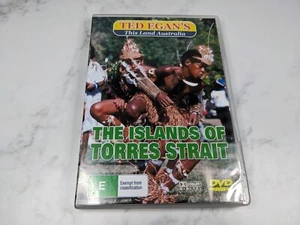 TED EGAN'S
This Land Australia
THE ISLANDS OF
TORRES STRAIT
E
Exempt from
classification
DVD